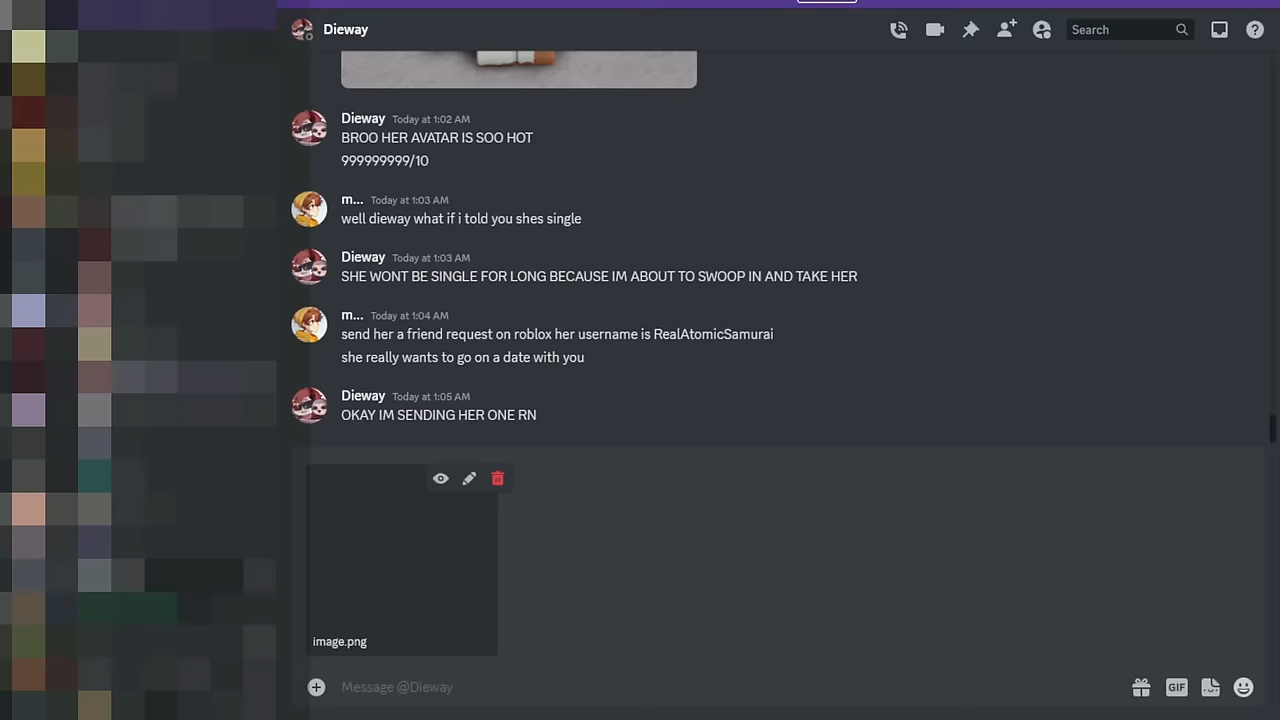 Dieway
Search
Dieway Today at 1:02 AM
BROO HER AVATAR IS SOO HOT
999999999/10
m... Today at 1:03 AM
well dieway what if i told you shes single
Dieway Today at 1:03 AM
SHE WONT BE SINGLE FOR LONG BECAUSE IM ABOUT TO SWOOP IN AND TAKE HER
m... Today at 1:04 AM
send her a friend request on roblox her username is RealAtomicSamurai
she really wants to go on a date with you
Dieway Today at 1:05 AM
OKAY IM SENDING HER ONE RN
image.png
Message @Dieway
GIF